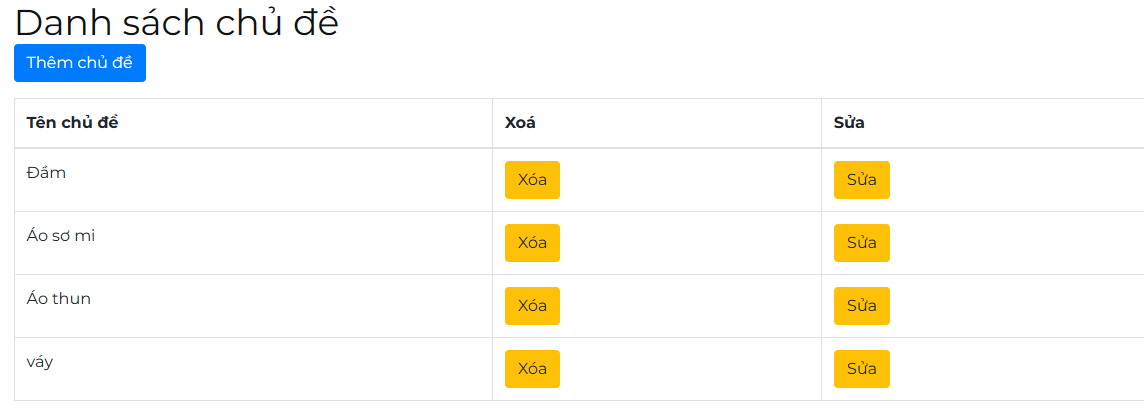 Danh sách chủ đề
Thêm chủ đề
Tên chủ đề Xoá Sửa
Đầm Xóa Sửa
Áo sơ mi Xóa Sửa
Áo thun Xóa Sửa
váy Xóa Sửa